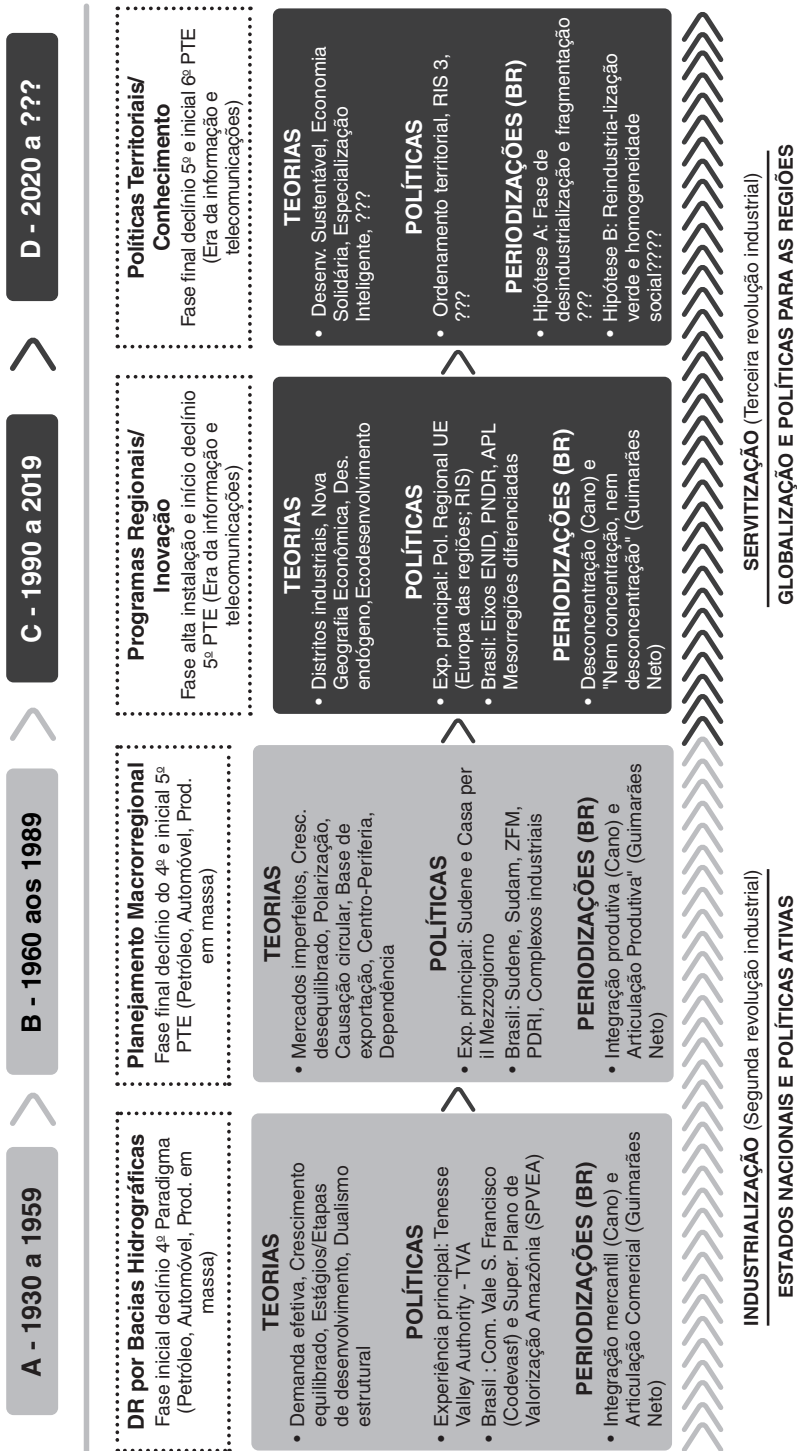 A - 1930 a 1959
B - 1960 aos 1989
C - 1990 a 2019
D - 2020 a ???
DR por Bacias Hidrográficas
Fase inicial declínio 4º Paradigma
(Petróleo, Automóvel, Prod. em
massa)
TEORIAS
• Demanda efetiva, Crescimento
equilibrado, Estágios/Etapas
de desenvolvimento, Dualismo
estrutural
POLÍTICAS
• Experiência principal: Tenesse
Valley Authority - TVA
• Brasil : Com. Vale S. Francisco
(Codevasf) e Super. Plano de
Valorização Amazônia (SPVEA)
PERIODIZAÇÕES (BR)
• Integração mercantil (Cano) e
Articulação Comercial (Guimarães
Neto)
Planejamento Macrorregional
Fase final declínio do 4º e inicial 5º
PTE (Petróleo, Automóvel, Prod.
em massa)
TEORIAS
• Mercados imperfeitos, Cresc.
desequilibrado, Polarização,
Causação circular, Base de
exportação, Centro-Periferia,
Dependência
POLÍTICAS
• Exp. principal: Sudene e Casa per
il Mezzogiorno
• Brasil: Sudene, Sudam, ZFM,
PDRI, Complexos industriais
PERIODIZAÇÕES (BR)
• Integração produtiva (Cano) e
Articulação Produtiva" (Guimarães
Neto)
Programas Regionais/
Inovação
Fase alta instalação e início declínio
5º PTE (Era da informação e
telecomunicações)
TEORIAS
• Distritos industriais, Nova
Geografia Econômica, Des.
endógeno,Ecodesenvolvimento
POLÍTICAS
• Exp. principal: Pol. Regional UE
(Europa das regiões; RIS)
• Brasil: Eixos ENID, PNDR, APL
Mesorregiões diferenciadas
PERIODIZAÇÕES (BR)
• Desconcentração (Cano) e
"Nem concentração, nem
desconcentração" (Guimarães
Neto)
Políticas Territoriais/
Conhecimento
Fase final declínio 5º e inicial 6º PTE
(Era da informação e
telecomunicações)
TEORIAS
• Desenv. Sustentável, Economia
Solidária, Especialização
Inteligente, ???
POLÍTICAS
• Ordenamento territorial, RIS 3,
???
PERIODIZAÇÕES (BR)
• Hipótese A: Fase de
desindustrialização e fragmentação
???
• Hipótese B: Reindustria-lização
verde e homogeneidade
social????
INDUSTRIALIZAÇÃO (Segunda revolução industrial)
ESTADOS NACIONAIS E POLÍTICAS ATIVAS
SERVITIZAÇÃO (Terceira revolução industrial)
GLOBALIZAÇÃO E POLÍTICAS PARA AS REGIÕES